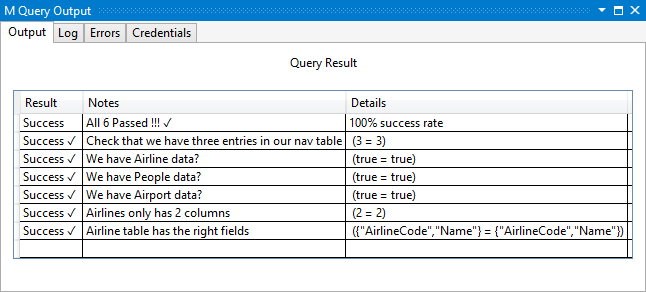 M Query Output
Output Log Errors Credentials
Query Result
Result Notes Details
Success All 6 Passed !!! ✓ 100% success rate
Success ✓ Check that we have three entries in our nav table (3 = 3)
Success ✓ We have Airline data? (true = true)
Success ✓ We have People data? (true = true)
Success ✓ We have Airport data? (true = true)
Success ✓ Airlines only has 2 columns (2 = 2)
Success ✓ Airline table has the right fields ({"AirlineCode","Name"} = {"AirlineCode","Name"})